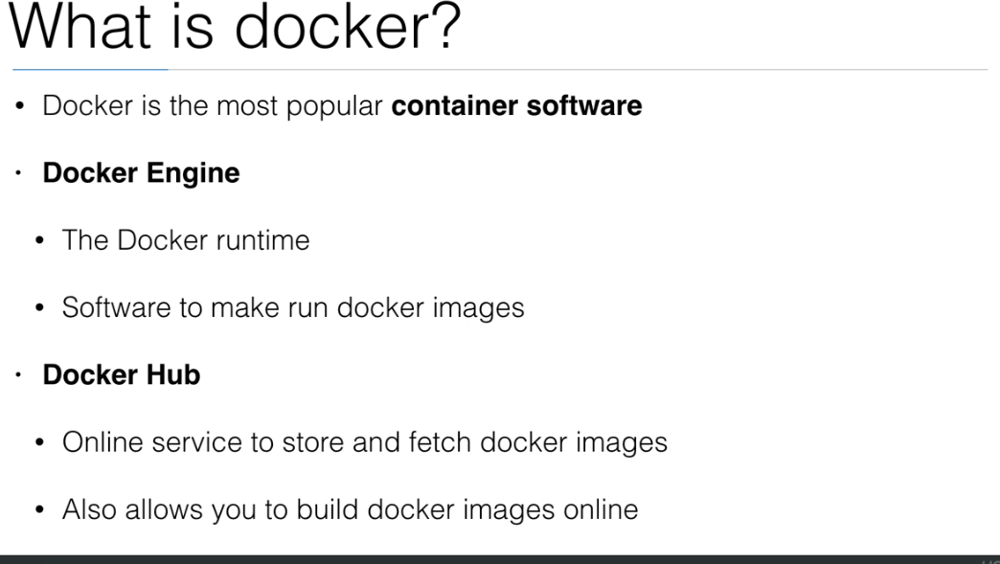 What is docker?
• Docker is the most popular container software
• Docker Engine
• The Docker runtime
• Software to make run docker images
• Docker Hub
• Online service to store and fetch docker images
• Also allows you to build docker images online